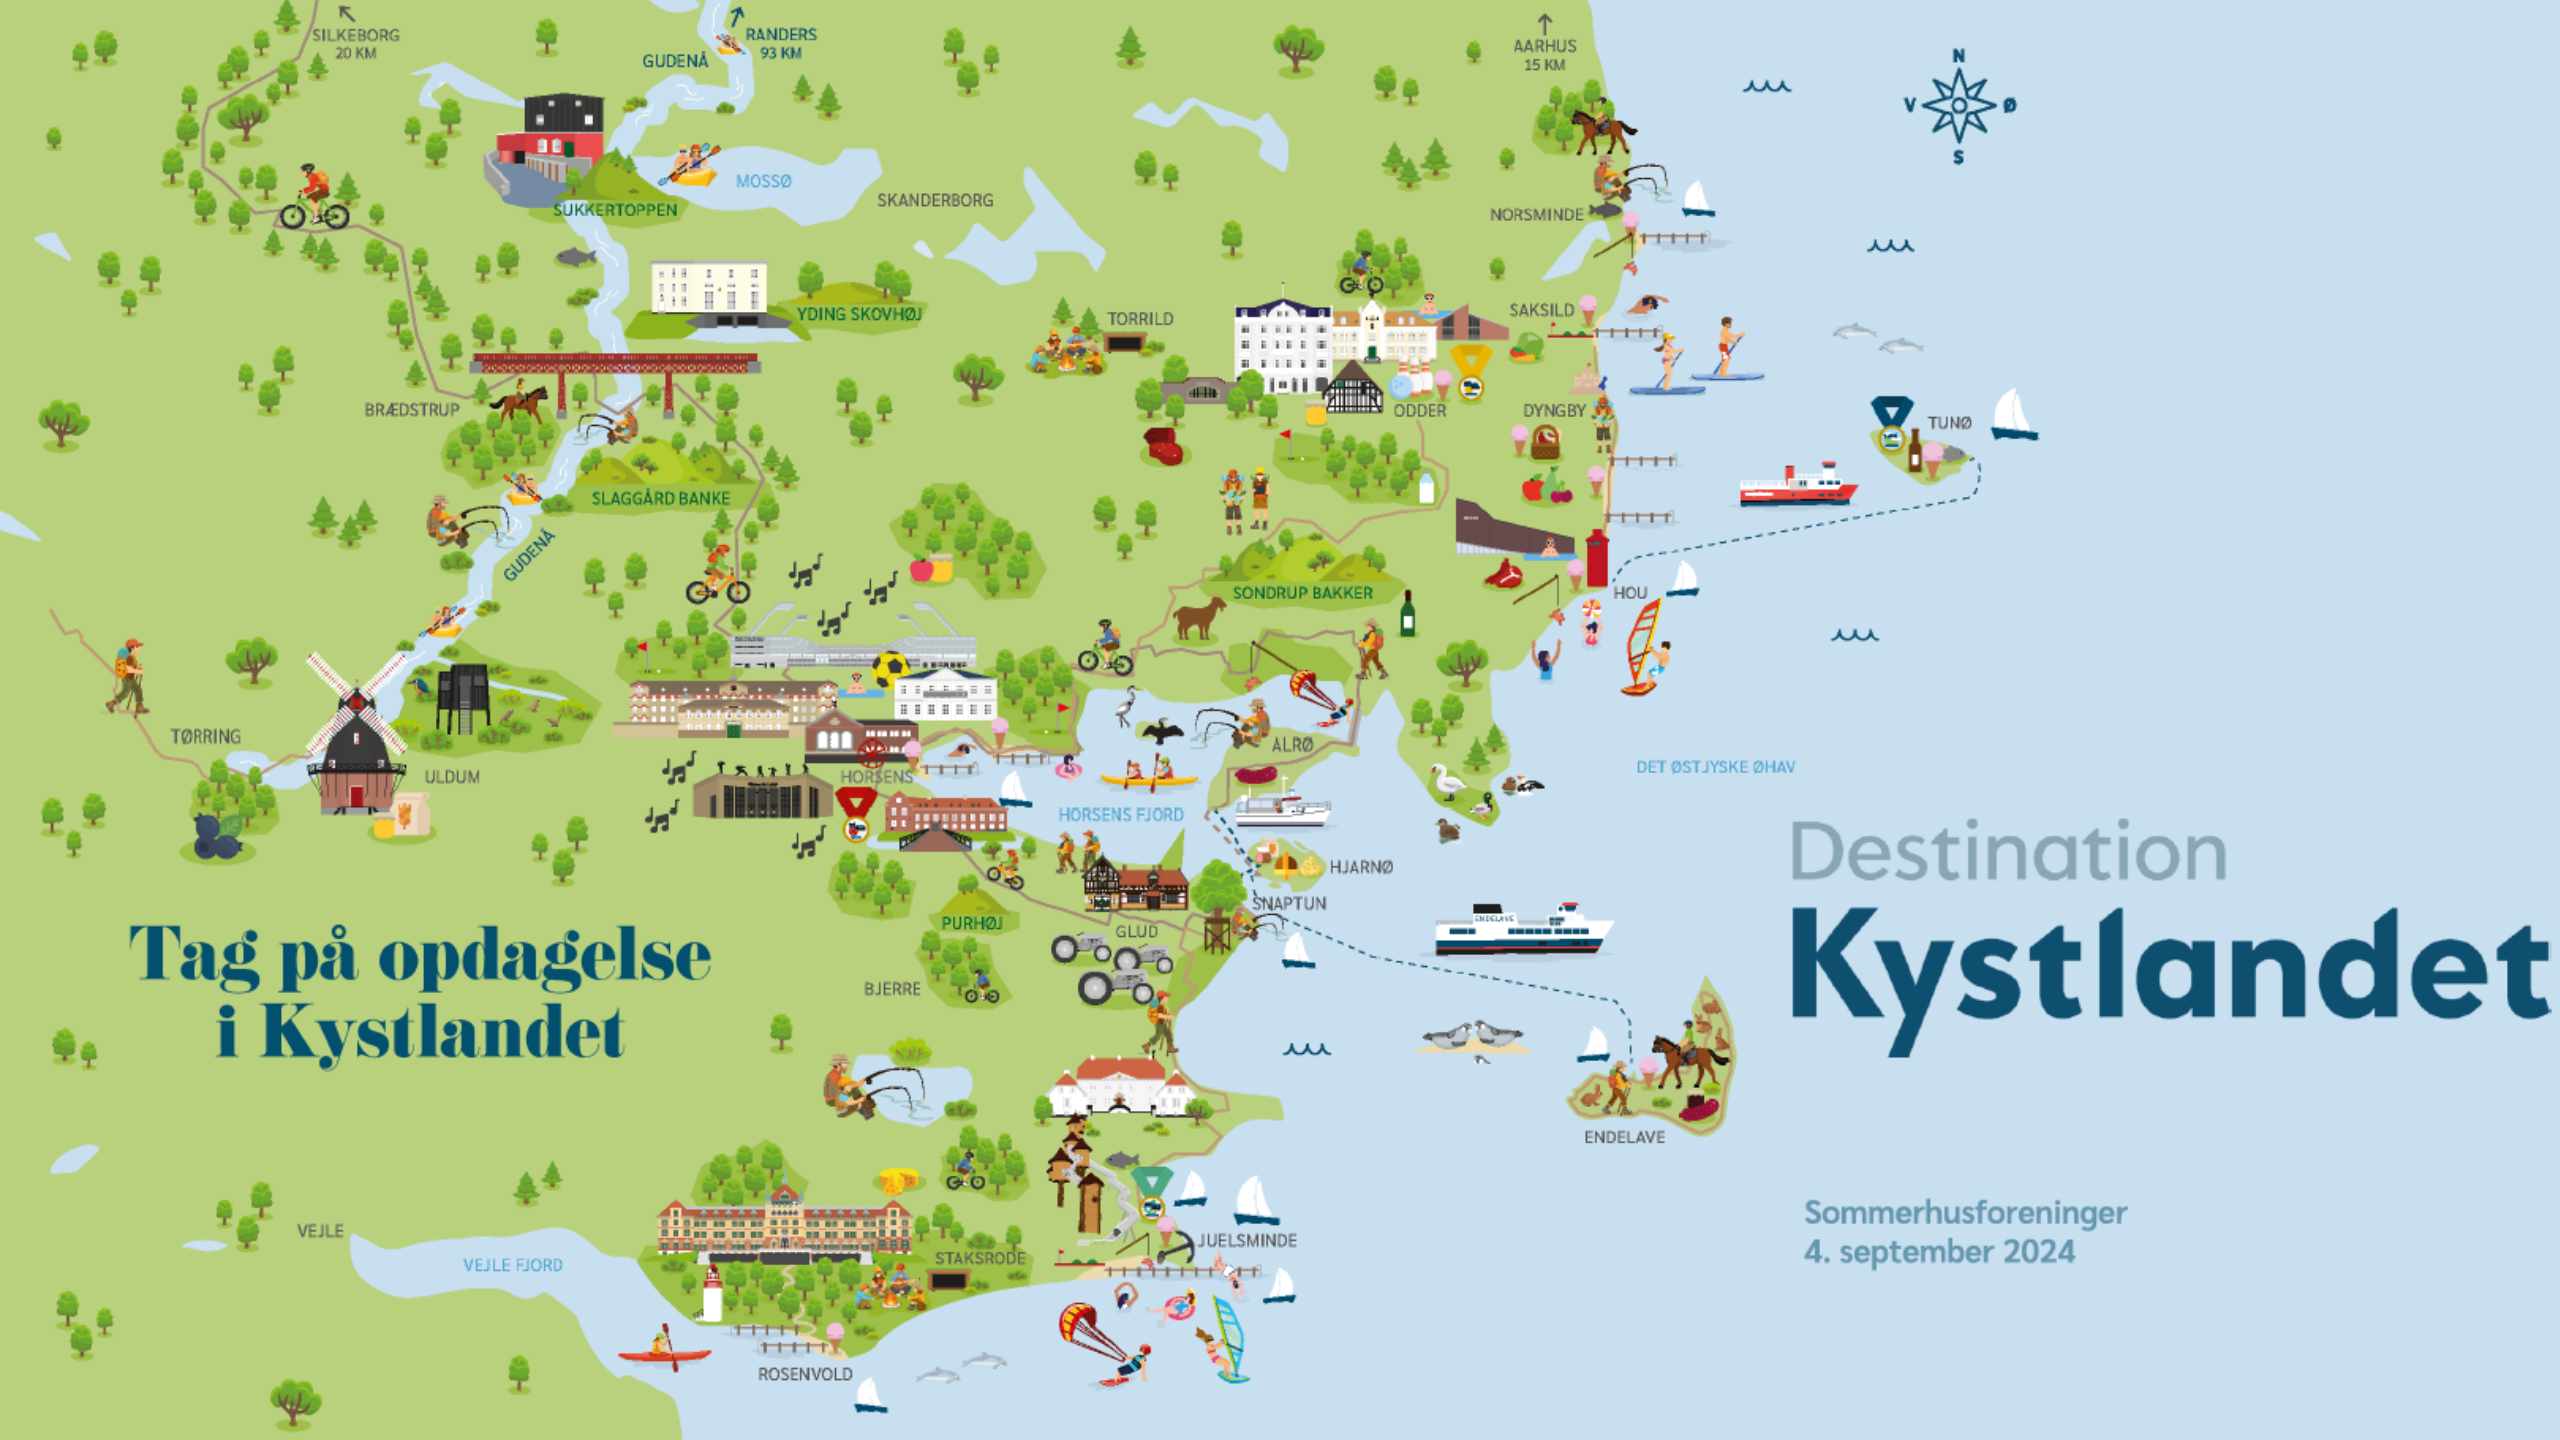 SILKEBORG
20 KM
RANDERS
93 KM
GUDENÅ
AARHUS
15 KM
N
V
Ø
S
MOSSØ
SUKKERTOPPEN
SKANDERBORG
NORSMINDE
YDING SKOVHØJ
TORRILD
SAKSILD
BRÆDSTRUP
ODDER
DYNGBY
TUNØ
SLAGGÅRD BANKE
GUDENÅ
SONDRUP BAKKER
HOU
TØRRING
ULDUM
HORSENS
ALRØ
DET ØSTJYSKE ØHAV
HORSENS FJORD
HJARNØ
SNAPTUN
PURHØJ
GLUD
ENDELAVE
BJERRE
Tag på opdagelse
i Kystlandet
Destination
Kystlandet
ENDELAVE
Sommerhusforeninger
4. september 2024
VEJLE
VEJLE FJORD
STAKSRODE
JUELSMINDE
ROSENVOLD